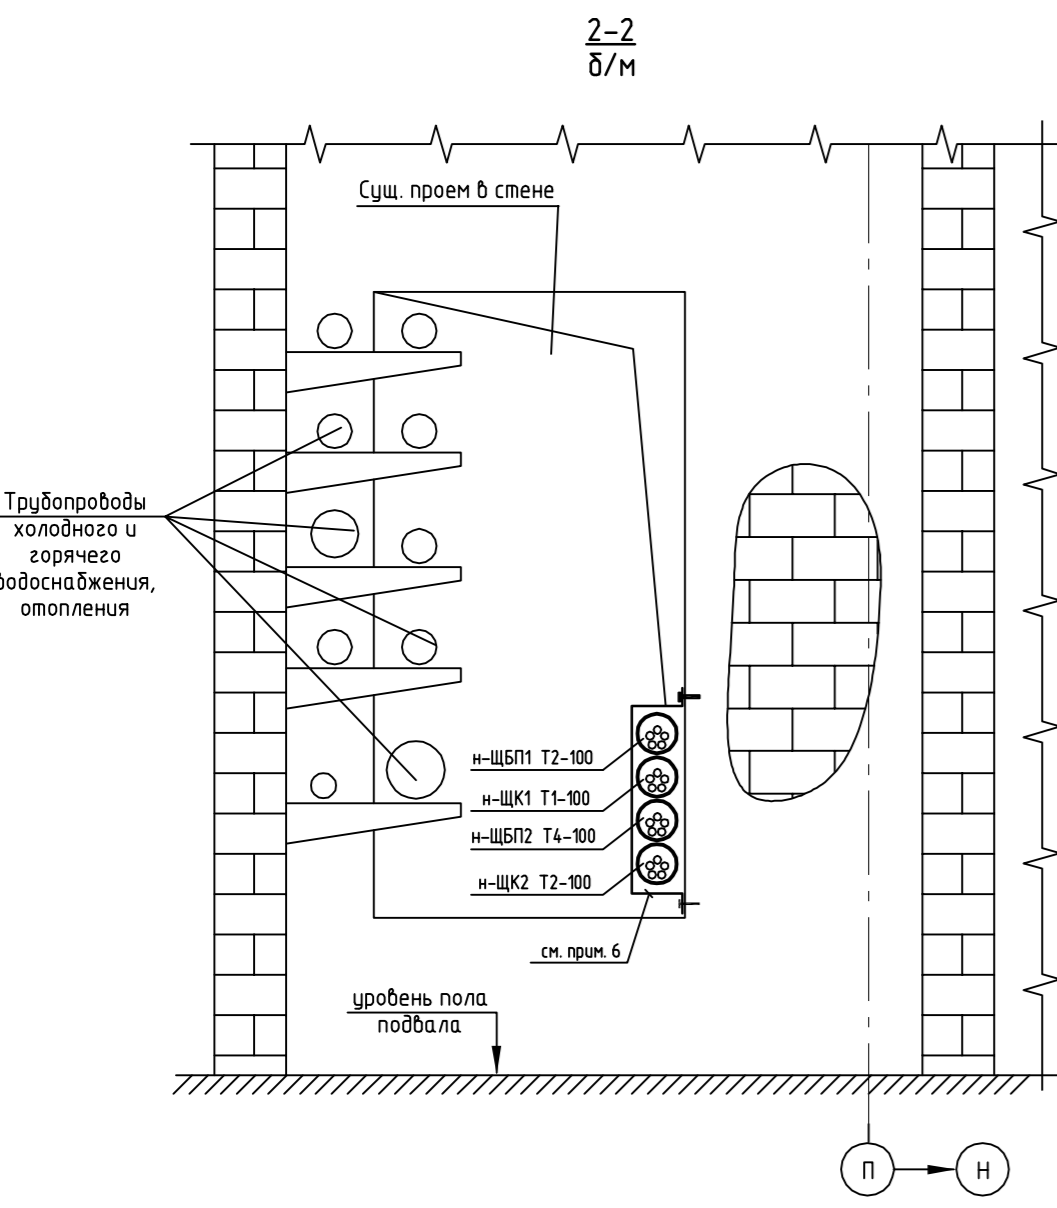 2-2
б/м
Сущ. проем в стене
Трубопроводы
холодного и
горячего
водоснабжения,
отопления
н-ЩБП1 Т2-100
н-ЩК1 Т1-100
н-ЩБП2 Т4-100
н-ЩК2 Т2-100
см. прим. 6
уровень пола
подвала
П
Н